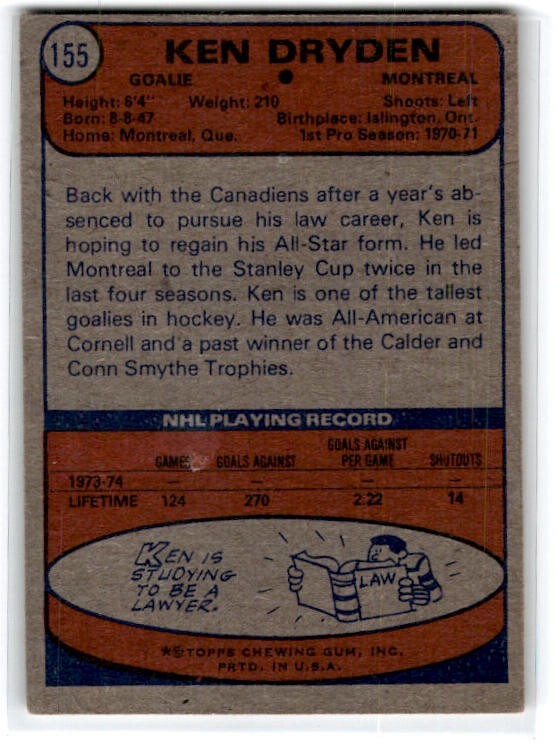 155
KEN DRYDEN
GOALIE • MONTREAL
Height: 6'4" Weight: 210 Shoots: Left
Born: 8-8-47 Birthplace: Islington, Ont.
Home: Montreal, Que. 1st Pro Season: 1970-71
Back with the Canadiens after a year's ab-
senced to pursue his law career, Ken is
hoping to regain his All-Star form. He led
Montreal to the Stanley Cup twice in the
last four seasons. Ken is one of the tallest
goalies in hockey. He was All-American at
Cornell and a past winner of the Calder and
Conn Smythe Trophies.
NHL PLAYING RECORD
GAMES GOALS AGAINST GOALS AGAINST PER GAME SHUTOUTS
1973-74 — — — —
LIFETIME 124 270 2.22 14
KEN IS
STUDYING
TO BE A
LAWYER.
LAW
*©TOPPS CHEWING GUM, INC.
PRTD. IN U.S.A.